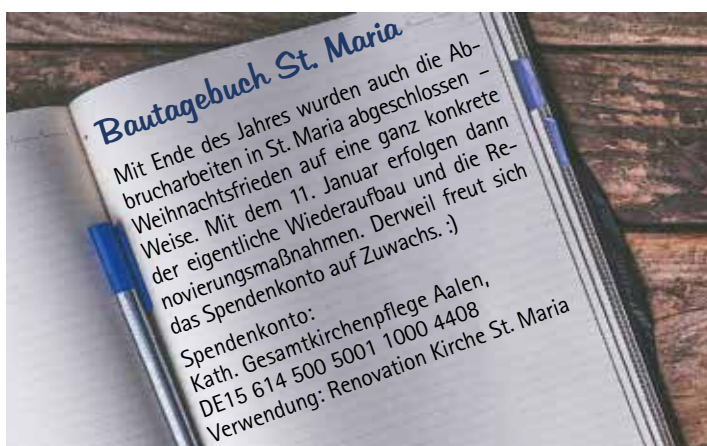 Bautagebuch St. Maria
Mit Ende des Jahres wurden auch die Ab-
brucharbeiten in St. Maria abgeschlossen –
Weihnachtsfrieden auf eine ganz konkrete
Weise. Mit dem 11. Januar erfolgen dann
der eigentliche Wiederaufbau und die Re-
novierungsmaßnahmen. Derweil freut sich
das Spendenkonto auf Zuwachs. :)
Spendenkonto:
Kath. Gesamtkirchenpflege Aalen,
DE15 614 500 5001 1000 4408
Verwendung: Renovation Kirche St. Maria